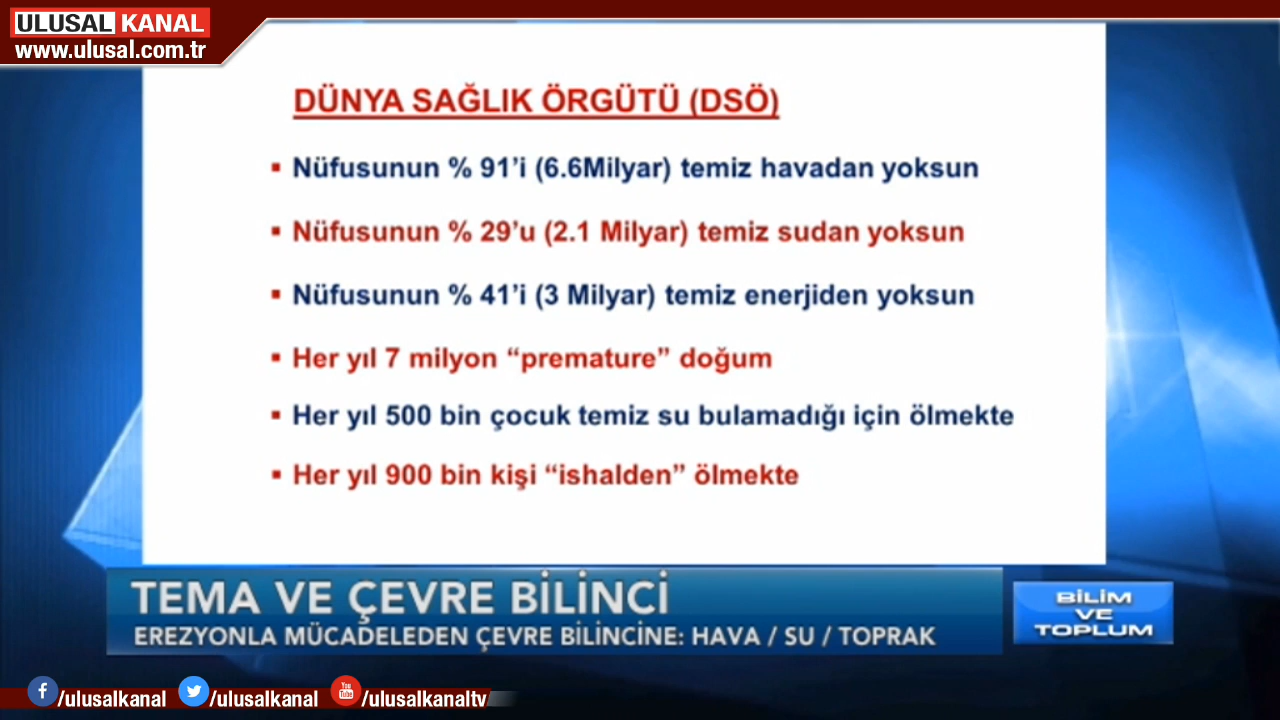 ULUSAL KANAL
www.ulusal.com.tr
DÜNYA SAĞLIK ÖRGÜTÜ (DSÖ)
▪ Nüfusunun % 91’i (6.6Milyar) temiz havadan yoksun
▪ Nüfusunun % 29’u (2.1 Milyar) temiz sudan yoksun
▪ Nüfusunun % 41’i (3 Milyar) temiz enerjiden yoksun
▪ Her yıl 7 milyon “premature” doğum
▪ Her yıl 500 bin çocuk temiz su bulamadığı için ölmekte
▪ Her yıl 900 bin kişi “ishalden” ölmekte
TEMA VE ÇEVRE BİLİNCİ
EREZYONLA MÜCADELEDEN ÇEVRE BİLİNCİNE: HAVA / SU / TOPRAK
BİLİM
VE
TOPLUM
f /ulusalkanal /ulusalkanal You Tube /ulusalkanaltv